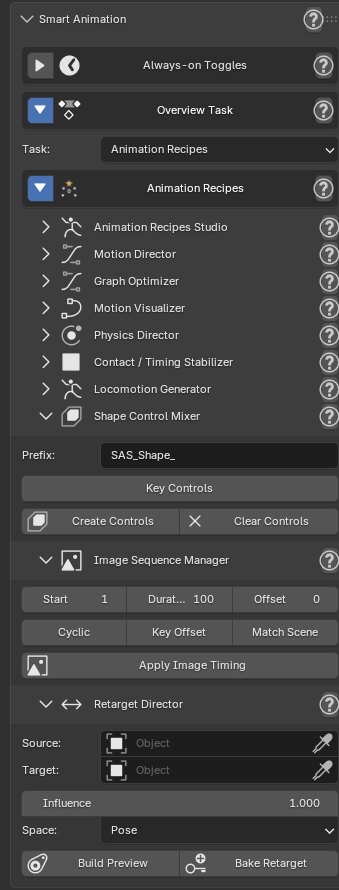 Smart Animation
Always-on Toggles
Overview Task
Task: Animation Recipes
Animation Recipes
Animation Recipes Studio
Motion Director
Graph Optimizer
Motion Visualizer
Physics Director
Contact / Timing Stabilizer
Locomotion Generator
Shape Control Mixer
Prefix: SAS_Shape_
Key Controls
Create Controls Clear Controls
Image Sequence Manager
Start 1 Durat... 100 Offset 0
Cyclic Key Offset Match Scene
Apply Image Timing
Retarget Director
Source: Object
Target: Object
Influence 1.000
Space: Pose
Build Preview Bake Retarget